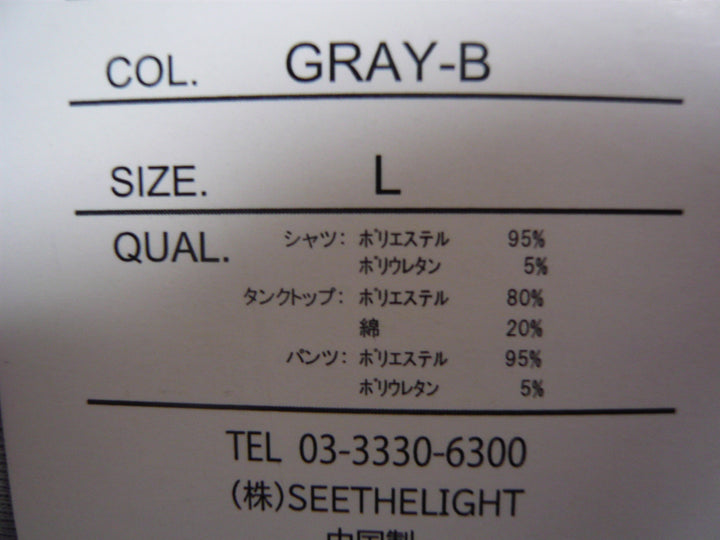 COL. GRAY-B
SIZE. L
QUAL. シャツ: ポリエステル 95%
ポリウレタン 5%
タンクトップ: ポリエステル 80%
綿 20%
パンツ: ポリエステル 95%
ポリウレタン 5%
TEL 03-3330-6300
(株)SEETHELIGHT
中国製